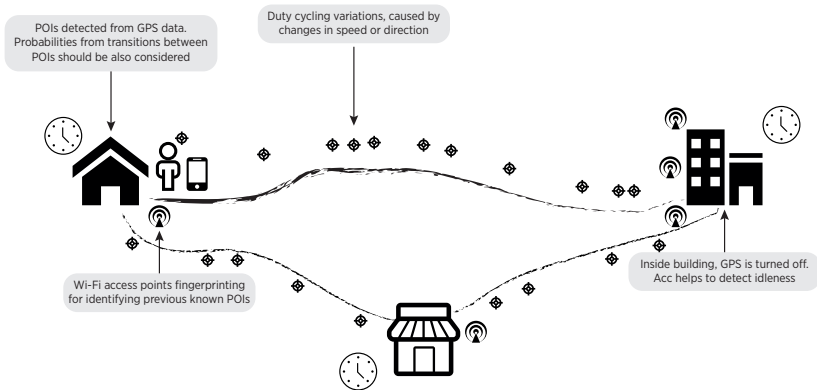 POIs detected from GPS data.
Probabilities from transitions between
POIs should be also considered
Duty cycling variations, caused by
changes in speed or direction
Wi-Fi access points fingerprinting
for identifying previous known POIs
Inside building, GPS is turned off.
Acc helps to detect idleness